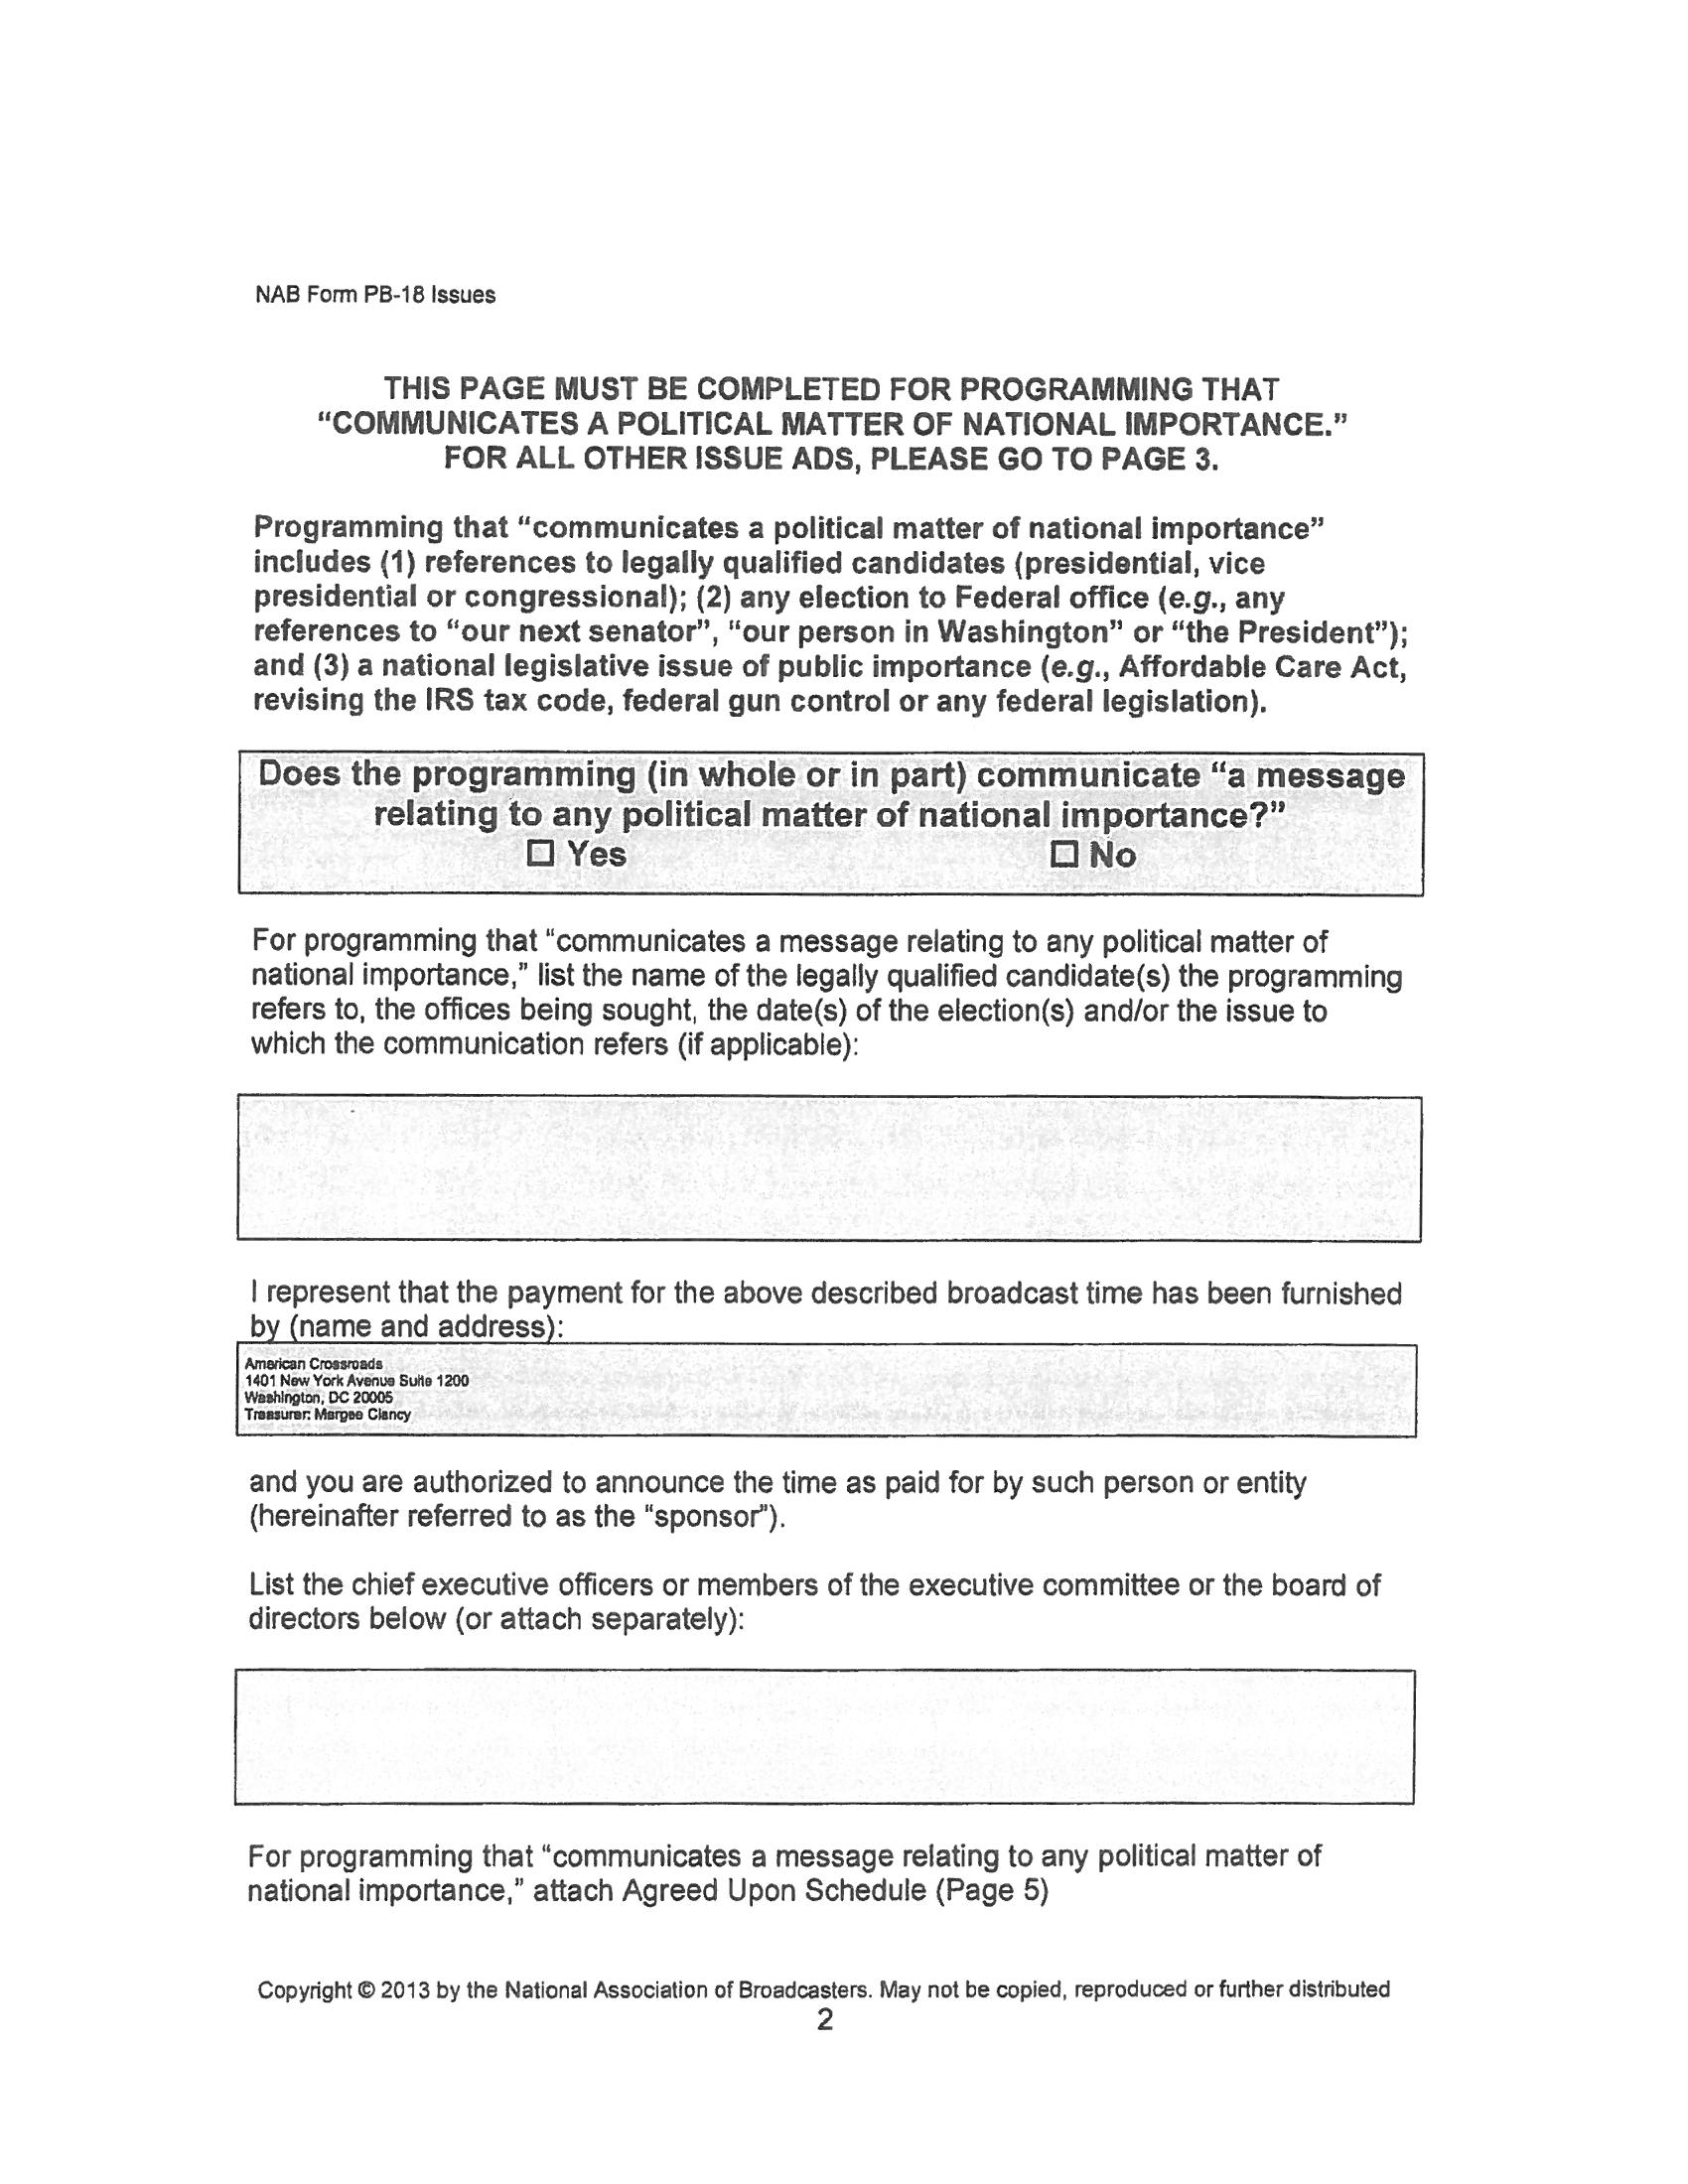 NAB Form PB-18 Issues
THIS PAGE MUST BE COMPLETED FOR PROGRAMMING THAT
“COMMUNICATES A POLITICAL MATTER OF NATIONAL IMPORTANCE.”
FOR ALL OTHER ISSUE ADS, PLEASE GO TO PAGE 3.
Programming that “communicates a political matter of national importance”
includes (1) references to legally qualified candidates (presidential, vice
presidential or congressional); (2) any election to Federal office (e.g., any
references to “our next senator”, “our person in Washington” or “the President”);
and (3) a national legislative issue of public importance (e.g., Affordable Care Act,
revising the IRS tax code, federal gun control or any federal legislation).
Does the programming (in whole or in part) communicate “a message
relating to any political matter of national importance?”
☐ Yes ☐ No
For programming that “communicates a message relating to any political matter of
national importance,” list the name of the legally qualified candidate(s) the programming
refers to, the offices being sought, the date(s) of the election(s) and/or the issue to
which the communication refers (if applicable):
I represent that the payment for the above described broadcast time has been furnished
by (name and address):
American Crossroads
1401 New York Avenue Suite 1200
Washington, DC 20005
Treasurer: Margee Clancy
and you are authorized to announce the time as paid for by such person or entity
(hereinafter referred to as the “sponsor”).
List the chief executive officers or members of the executive committee or the board of
directors below (or attach separately):
For programming that “communicates a message relating to any political matter of
national importance,” attach Agreed Upon Schedule (Page 5)
Copyright © 2013 by the National Association of Broadcasters. May not be copied, reproduced or further distributed
2